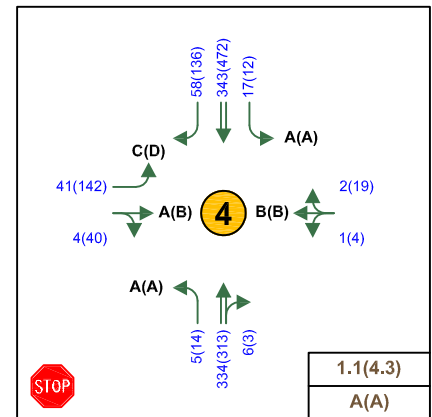 58(136)
343(472)
17(12)
C(D)
A(A)
41(142)
2(19)
A(B)
4
B(B)
4(40)
1(4)
A(A)
5(14)
334(313)
6(3)
STOP
1.1(4.3)
A(A)